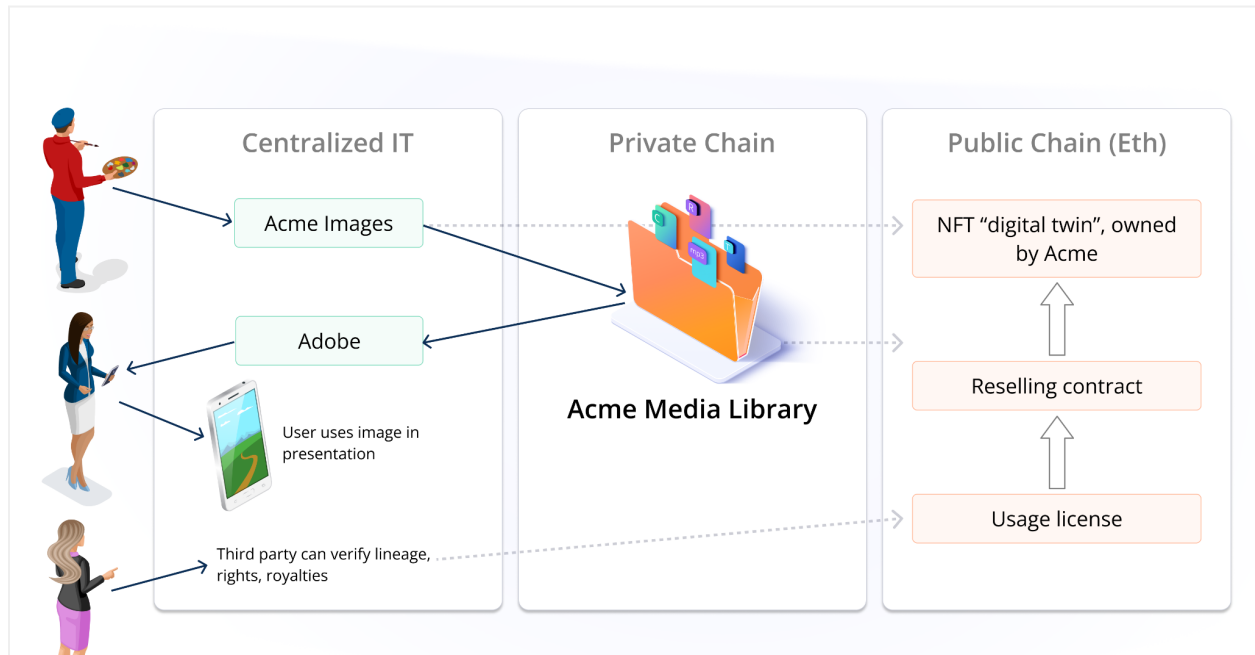 Centralized IT
Private Chain
Public Chain (Eth)
Acme Images
NFT “digital twin”, owned
by Acme
C
R
mp3
Adobe
Reselling contract
Acme Media Library
User uses image in
presentation
Usage license
Third party can verify lineage,
rights, royalties